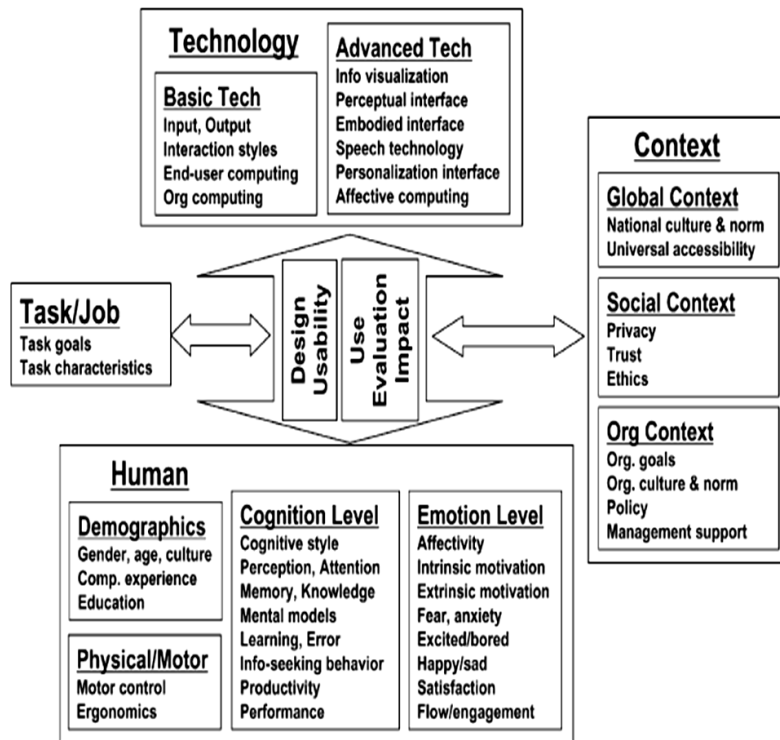 Technology
Basic Tech
Input, Output
Interaction styles
End-user computing
Org computing
Advanced Tech
Info visualization
Perceptual interface
Embodied interface
Speech technology
Personalization interface
Affective computing
Task/Job
Task goals
Task characteristics
Design
Usability
Use
Evaluation
Impact
Context
Global Context
National culture & norm
Universal accessibility
Social Context
Privacy
Trust
Ethics
Org Context
Org. goals
Org. culture & norm
Policy
Management support
Human
Demographics
Gender, age, culture
Comp. experience
Education
Physical/Motor
Motor control
Ergonomics
Cognition Level
Cognitive style
Perception, Attention
Memory, Knowledge
Mental models
Learning, Error
Info-seeking behavior
Productivity
Performance
Emotion Level
Affectivity
Intrinsic motivation
Extrinsic motivation
Fear, anxiety
Excited/bored
Happy/sad
Satisfaction
Flow/engagement